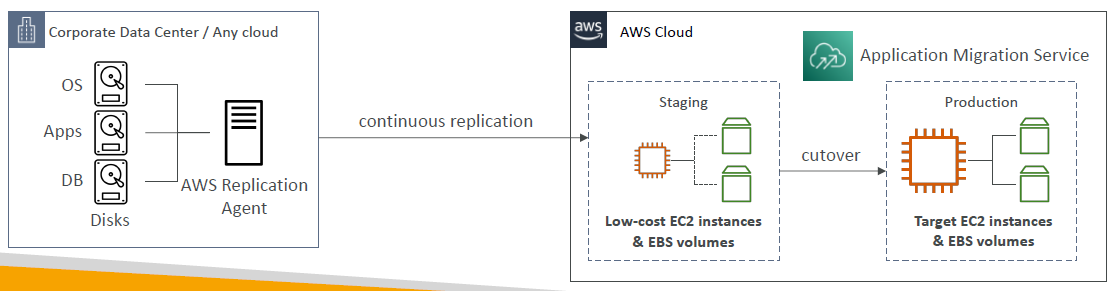 Corporate Data Center / Any cloud
OS
Apps
DB
Disks
AWS Replication
Agent
continuous replication
aws
AWS Cloud
Application Migration Service
Staging
Low-cost EC2 instances
& EBS volumes
cutover
Production
Target EC2 instances
& EBS volumes